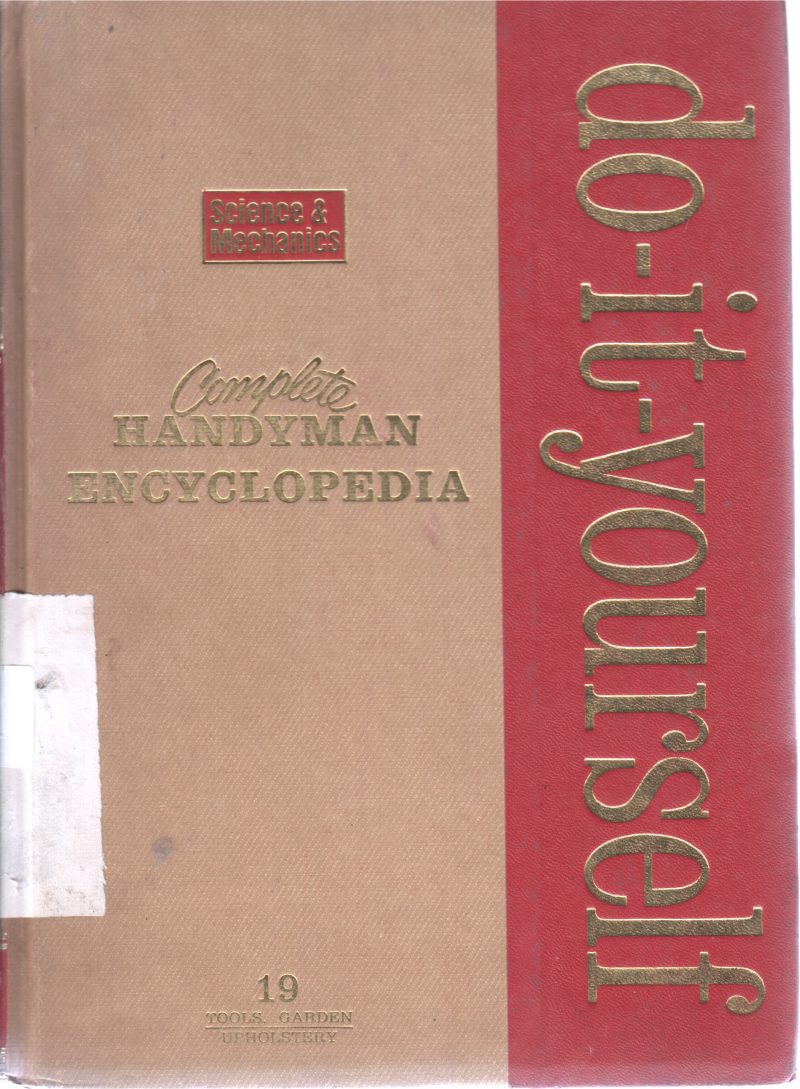 Science &
Mechanics
Complete
HANDYMAN
ENCYCLOPEDIA
19
TOOLS, GARDEN
UPHOLSTERY
do-it-yourself